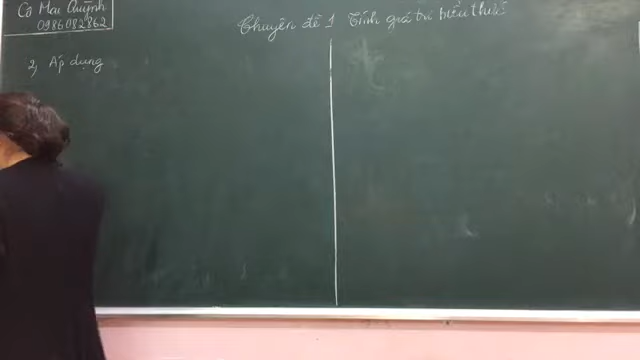 Cô Mai Quỳnh
0986082862
Chuyên đề 1 Tính giá trị biểu thức
2, Áp dụng